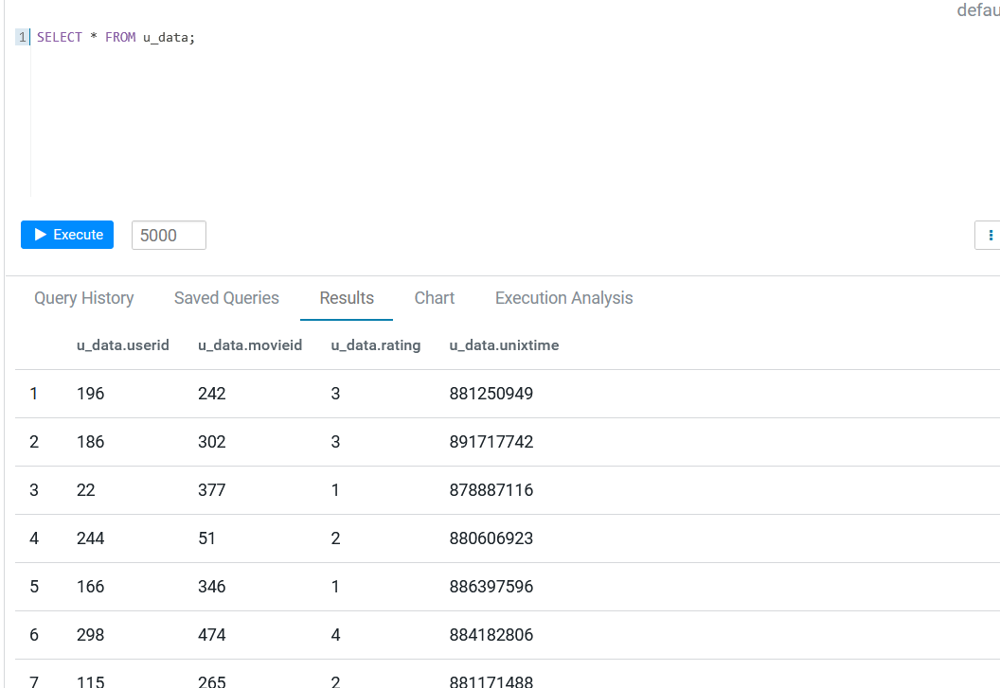 defau
1 SELECT * FROM u_data;
Execute 5000
Query History Saved Queries Results Chart Execution Analysis
u_data.userid u_data.movieid u_data.rating u_data.unixtime
1 196 242 3 881250949
2 186 302 3 891717742
3 22 377 1 878887116
4 244 51 2 880606923
5 166 346 1 886397596
6 298 474 4 884182806
7 115 265 2 881171488